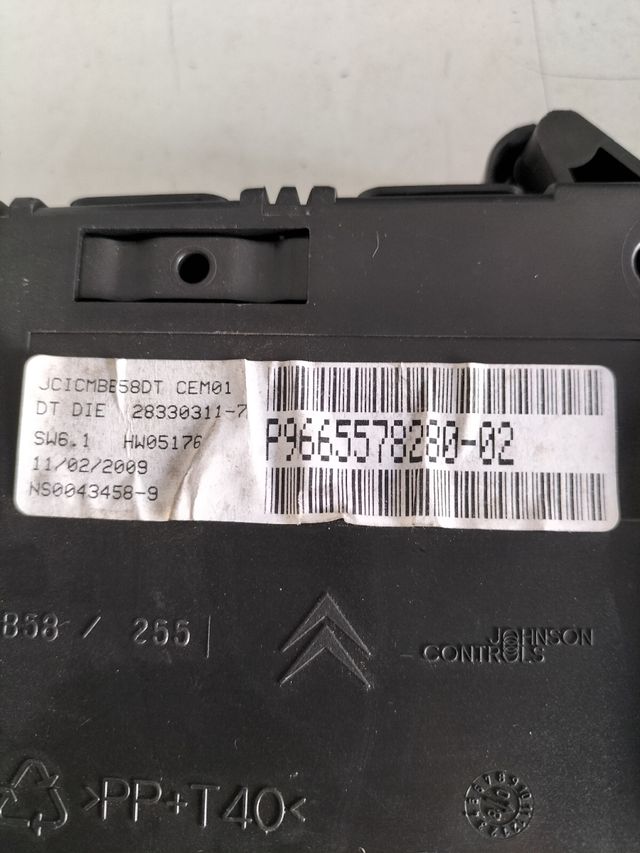 JCICMBB58DT CEM01
DT DIE 28330311-7
SW6.1 HW05176
11/02/2009
NS0043458-9
P9665578280-02
858 / 255
JOHNSON
CONTROLS
>PP+T40<